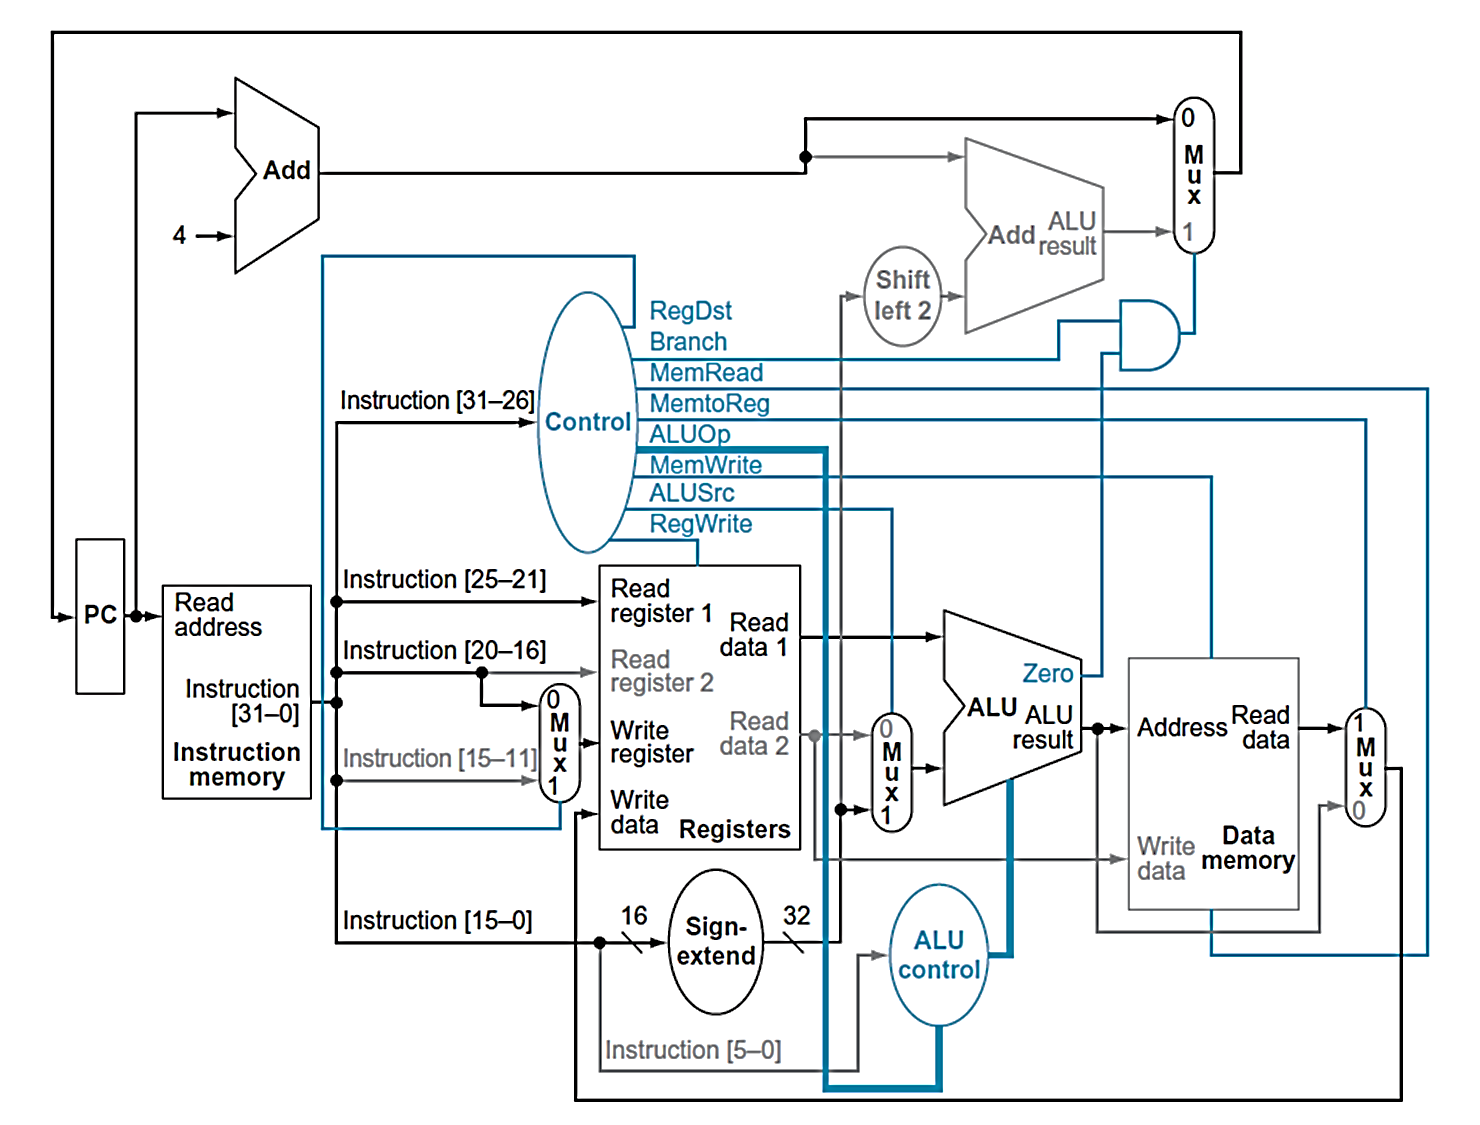 0
M
u
x
1
Add
4
Add
ALU
result
Shift
left 2
RegDst
Branch
MemRead
MemtoReg
ALUOp
MemWrite
ALUSrc
RegWrite
Control
Instruction [31–26]
PC
Read
address
Instruction
[31–0]
Instruction
memory
Instruction [25–21]
Instruction [20–16]
Instruction [15–11]
0
M
u
x
1
Read
register 1
Read
register 2
Write
register
Write
data
Read
data 1
Read
data 2
Registers
0
M
u
x
1
Zero
ALU
ALU
result
Address
Read
data
Write
data
Data
memory
1
M
u
x
0
Instruction [15–0]
16
Sign-
extend
32
ALU
control
Instruction [5–0]